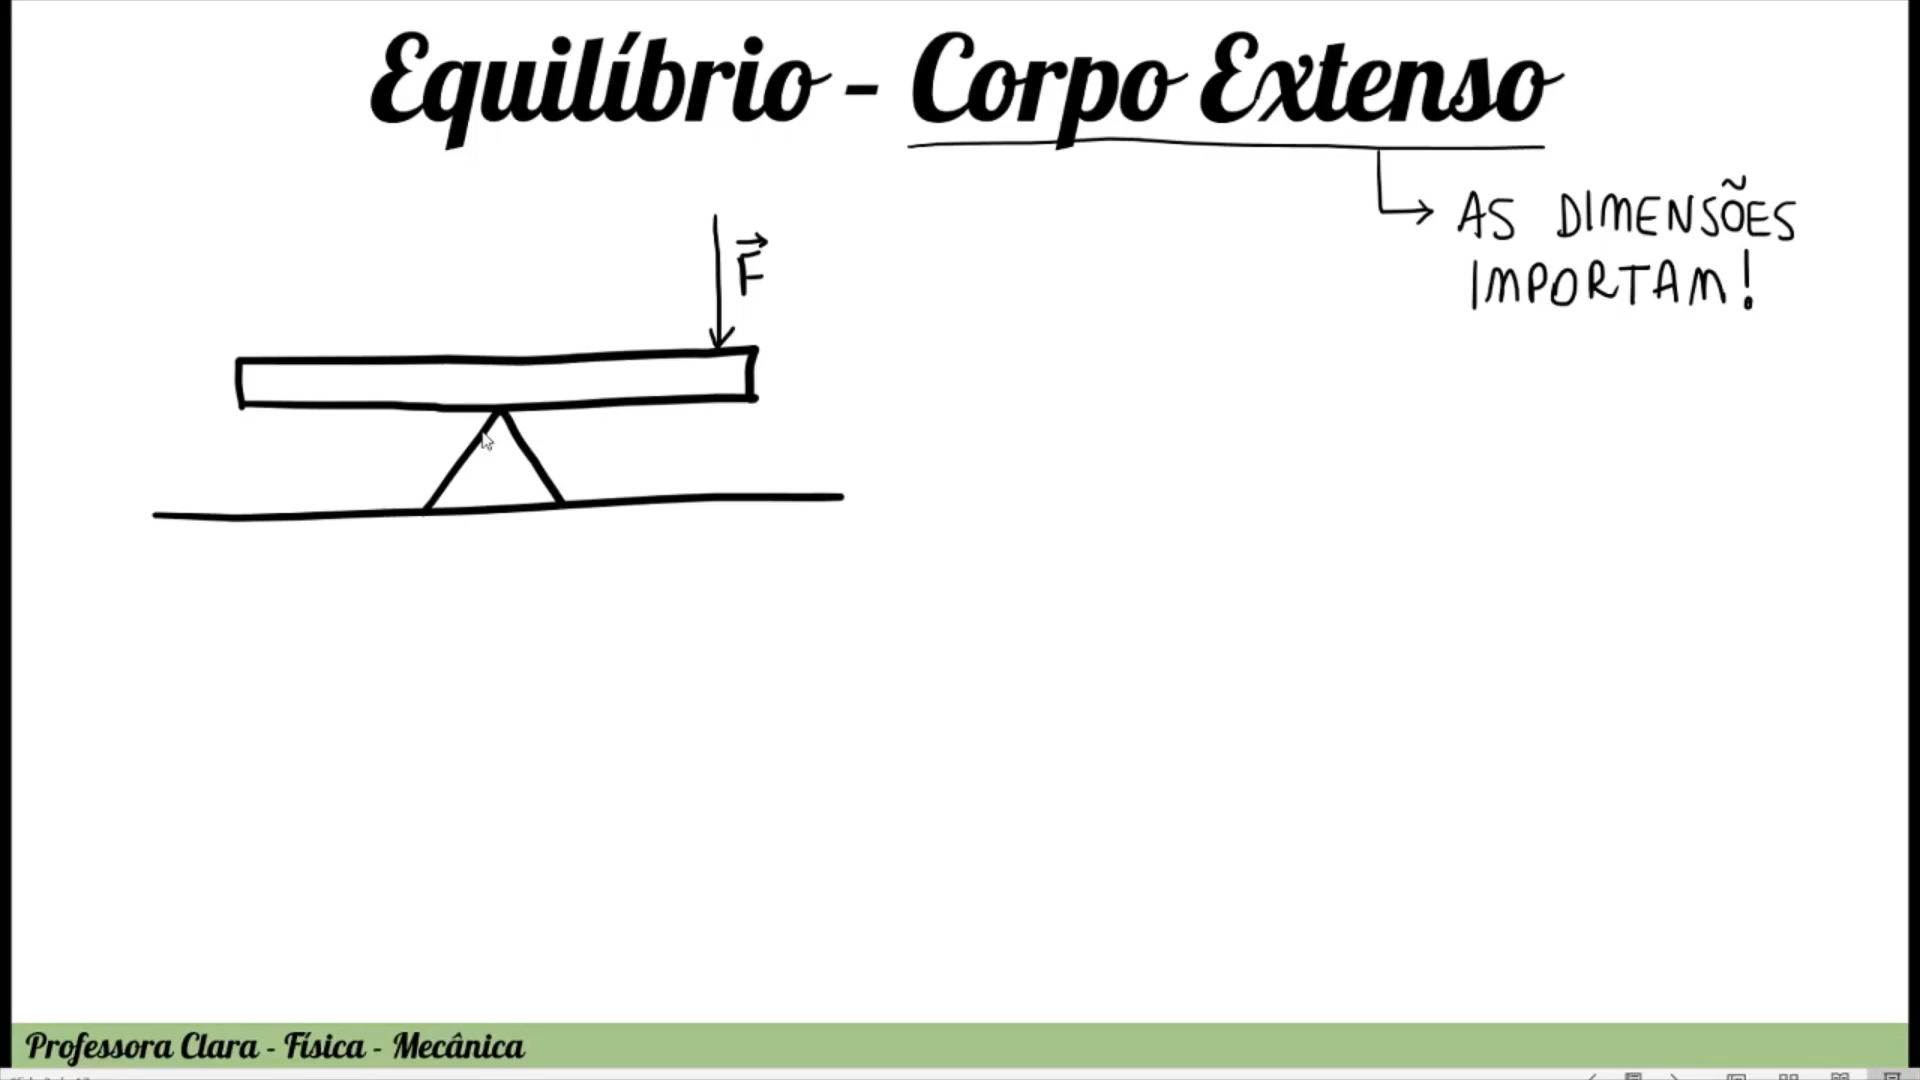 Equilíbrio - Corpo Extenso
AS DIMENSÕES
IMPORTAM!
F
Professora Clara - Física - Mecânica